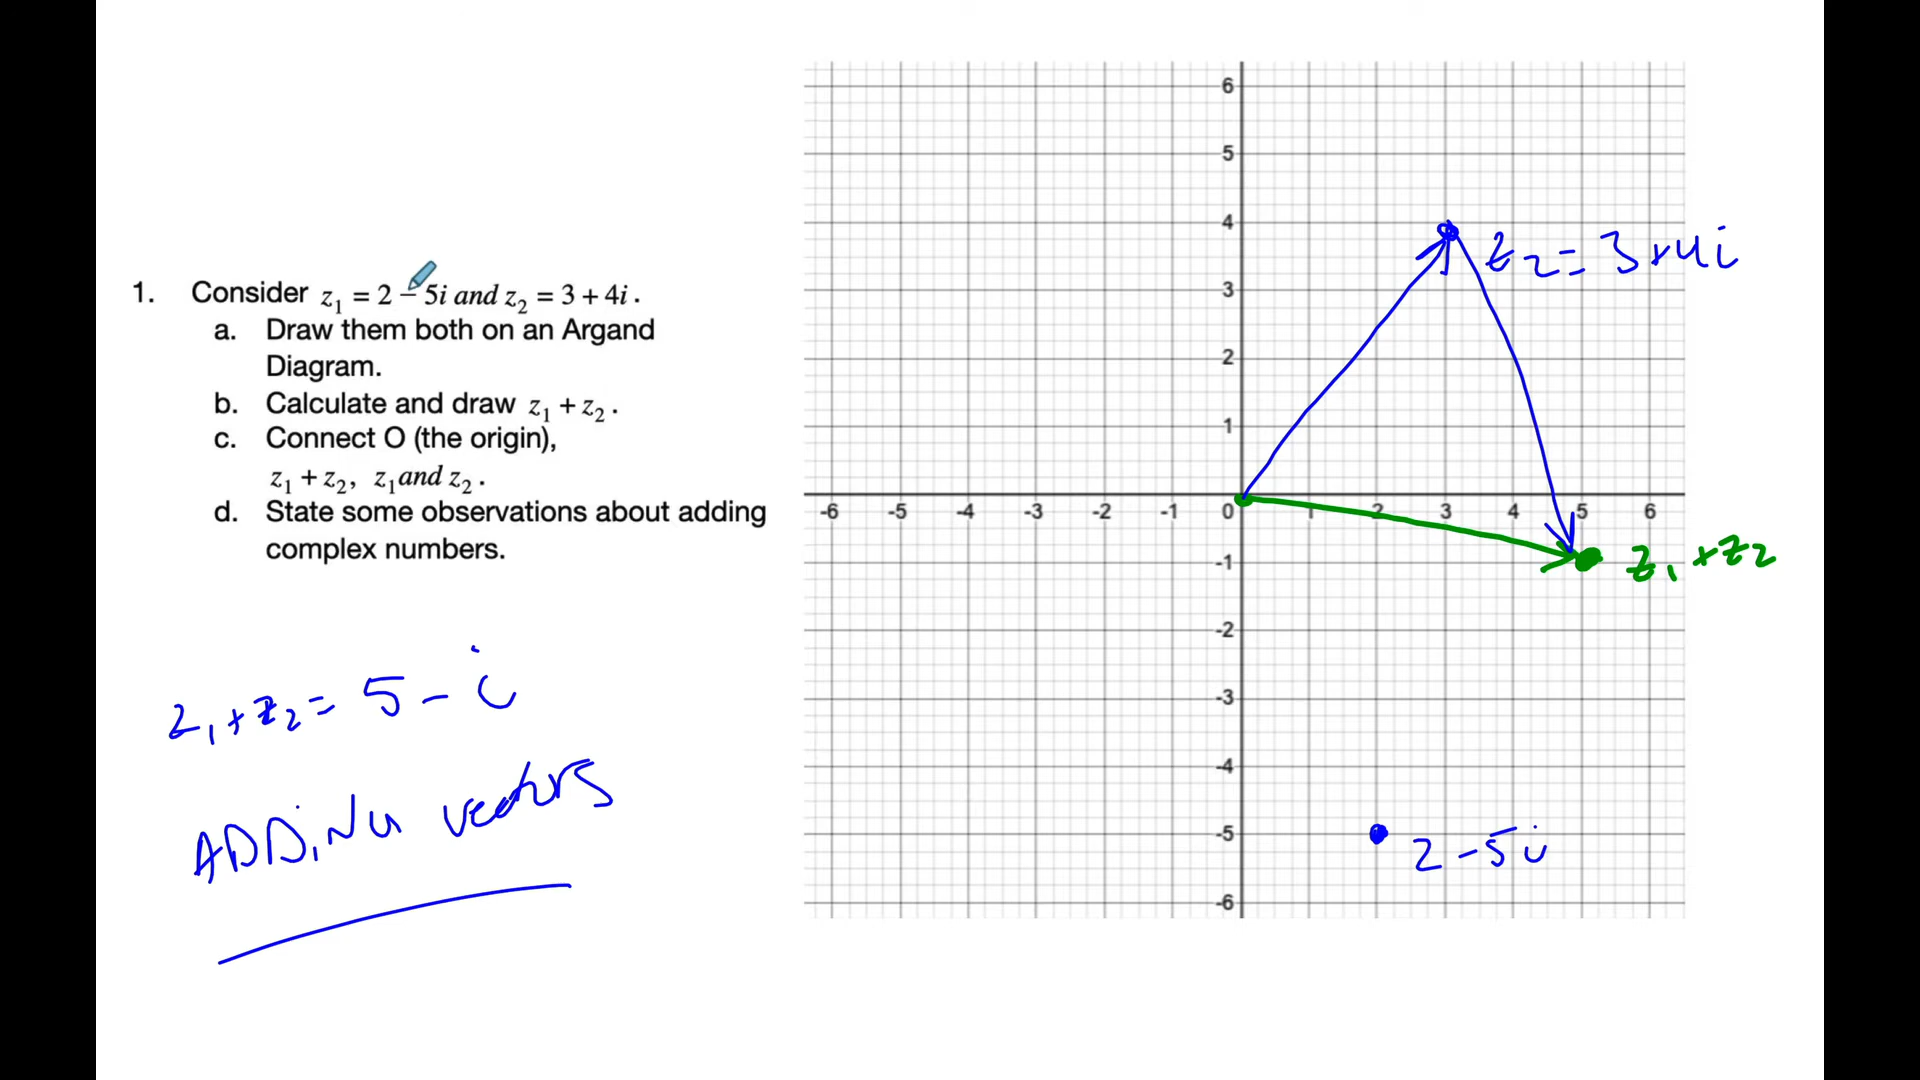 1. Consider z₁ = 2 − 5i and z₂ = 3 + 4i .
a. Draw them both on an Argand
Diagram.
b. Calculate and draw z₁ + z₂ .
c. Connect O (the origin),
z₁ + z₂, z₁and z₂ .
d. State some observations about adding
complex numbers.
z₁+z₂= 5 - i
ADDiNG vectors
6
5
4
z₂= 3+4i
3
2
1
-6 -5 -4 -3 -2 -1 0 1 2 3 4 5 6
-1
z₁+z₂
-2
-3
-4
-5
2-5i
-6